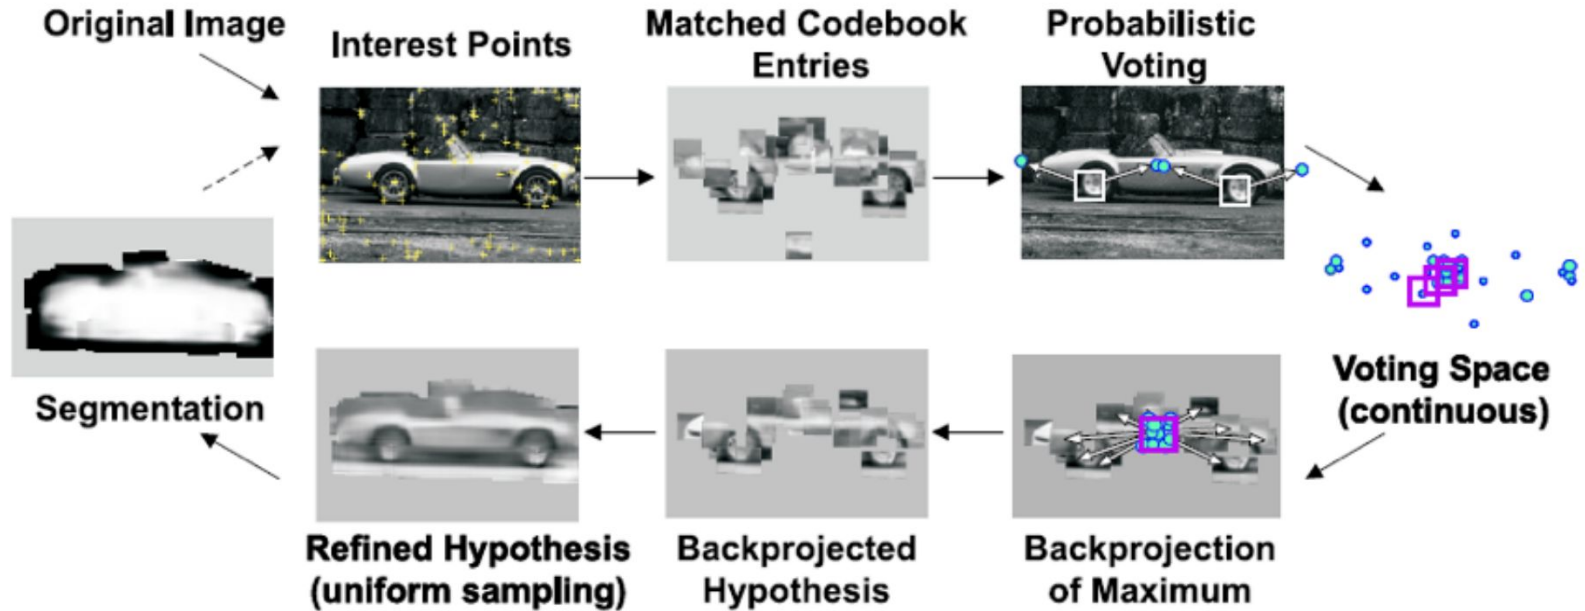 Original Image
Interest Points
Matched Codebook
Entries
Probabilistic
Voting
Voting Space
(continuous)
Segmentation
Refined Hypothesis
(uniform sampling)
Backprojected
Hypothesis
Backprojection
of Maximum